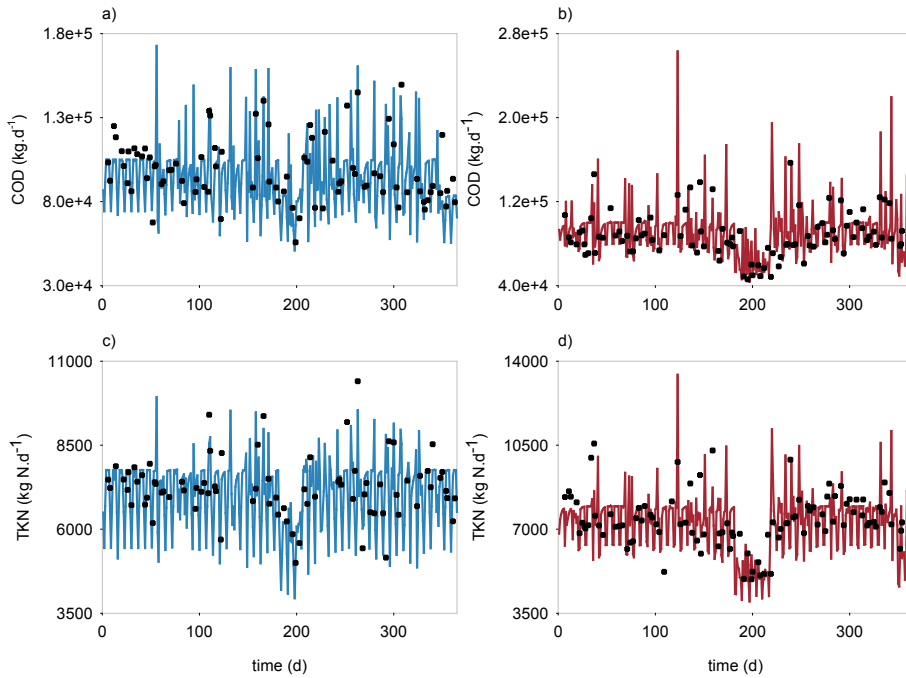 a)
b)
1.8e+5
1.3e+5
8.0e+4
3.0e+4
COD (kg.d⁻¹)
0
100
200
300
2.8e+5
2.0e+5
1.2e+5
4.0e+4
COD (kg.d⁻¹)
0
100
200
300
c)
d)
11000
8500
6000
3500
TKN (kg N.d⁻¹)
0
100
200
300
time (d)
14000
10500
7000
3500
TKN (kg N.d⁻¹)
0
100
200
300
time (d)